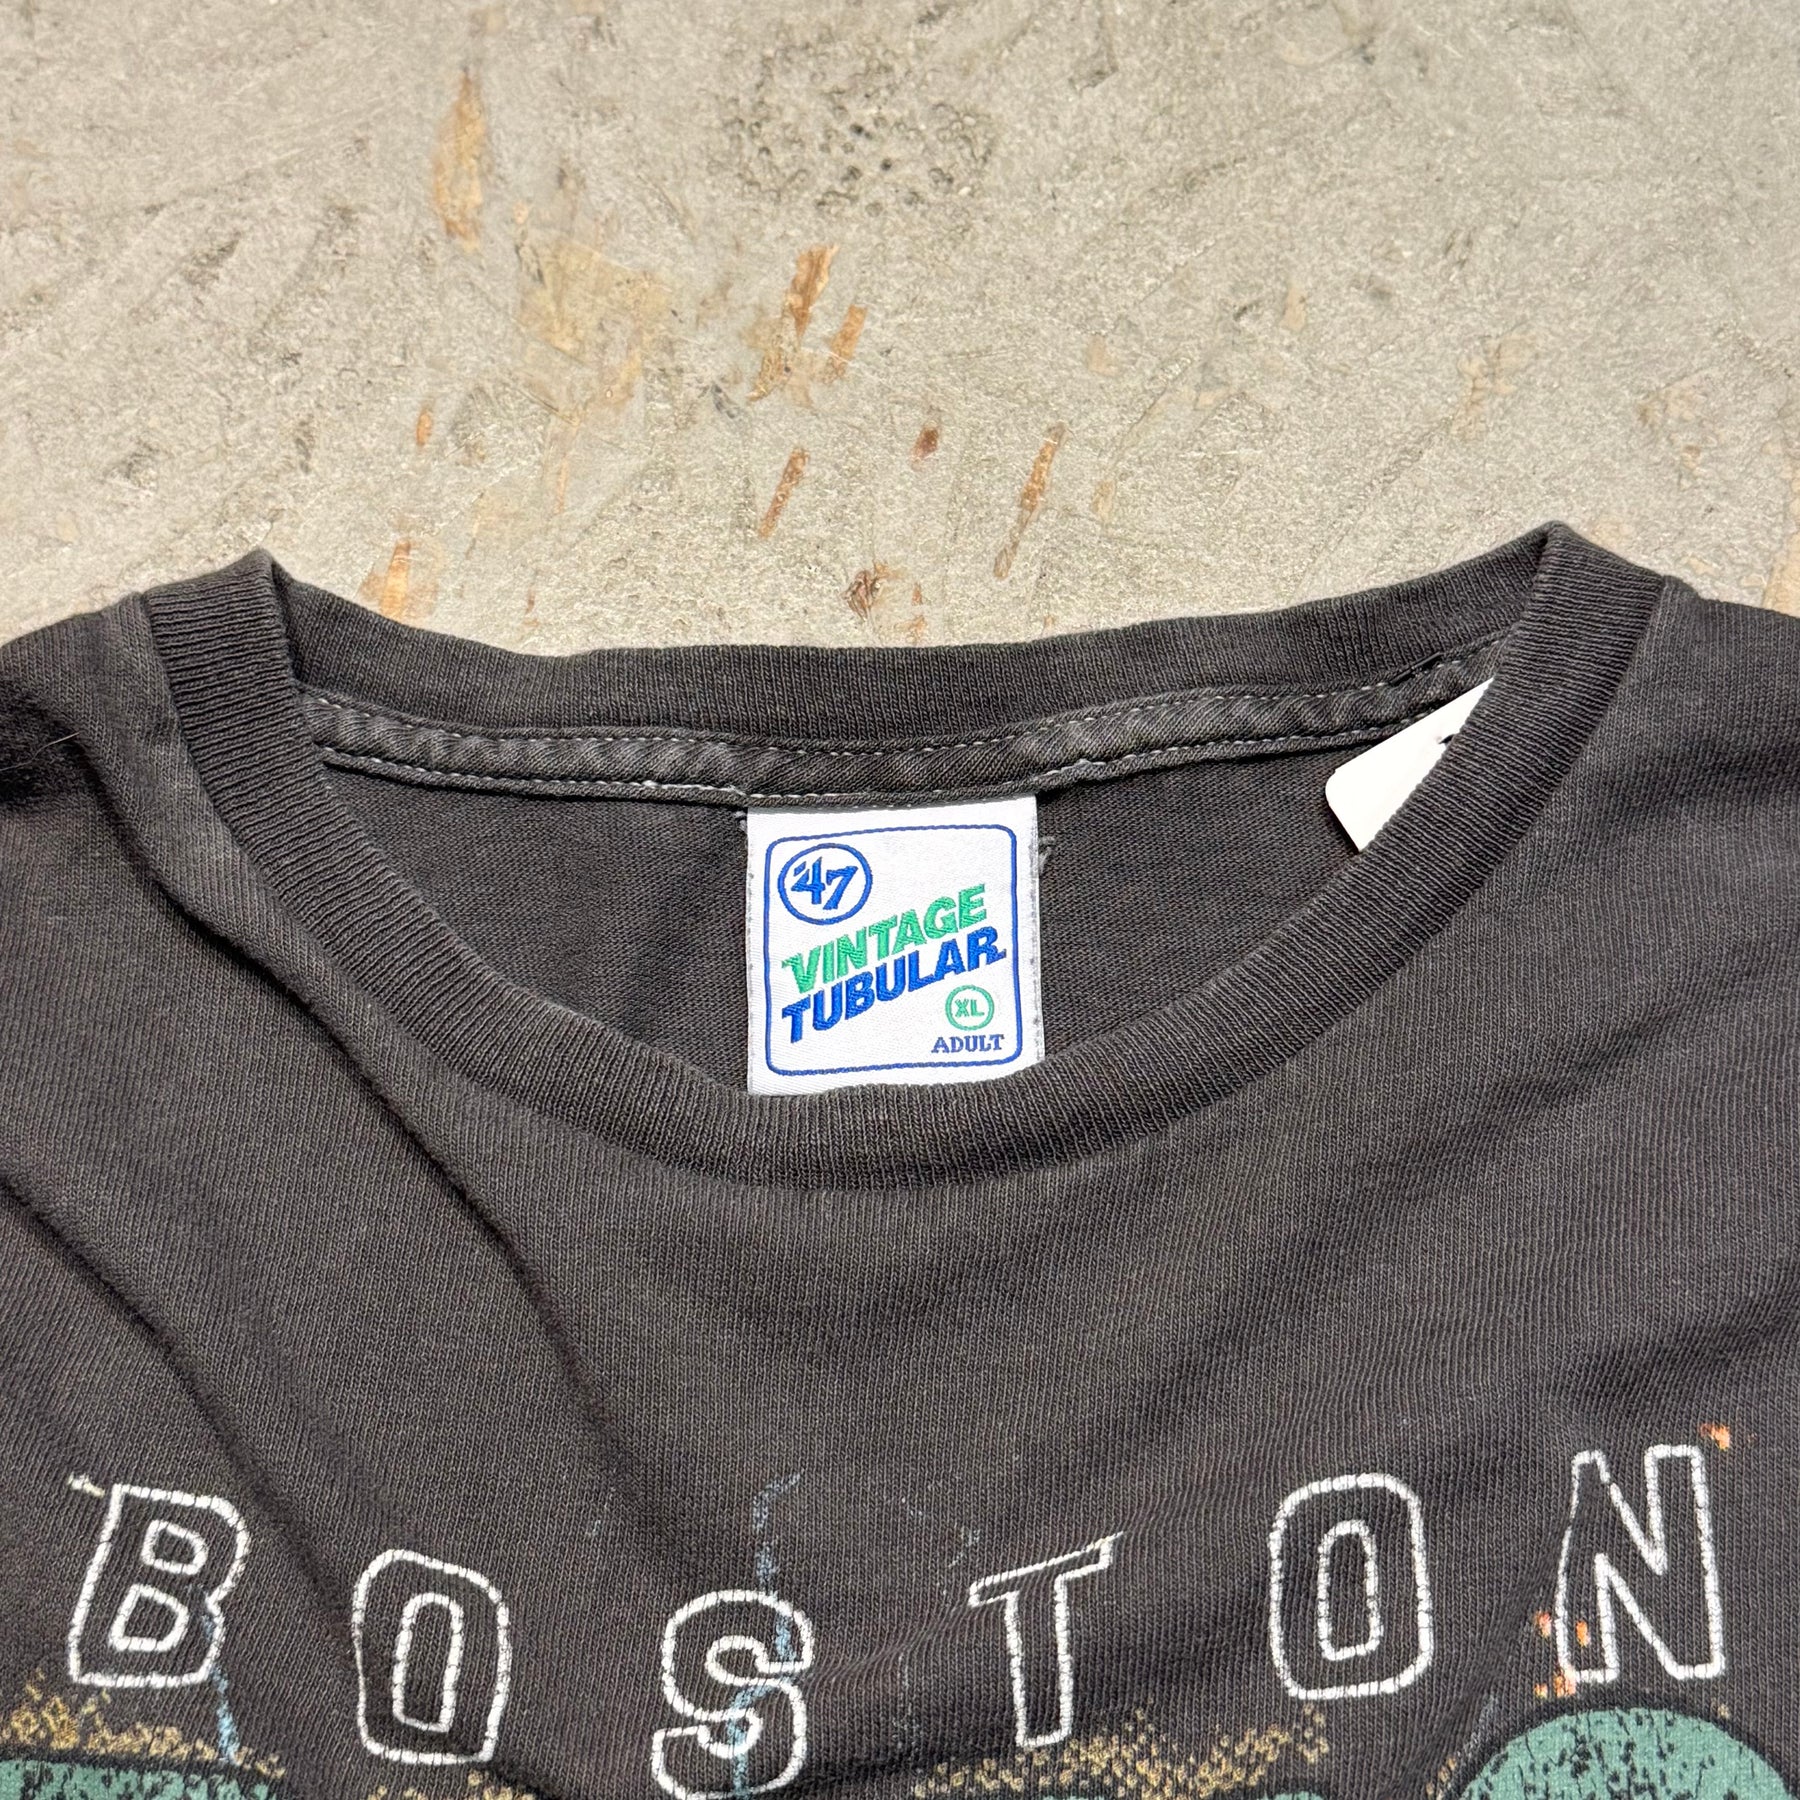 '47
VINTAGE
TUBULAR
XL
ADULT
BOSTON